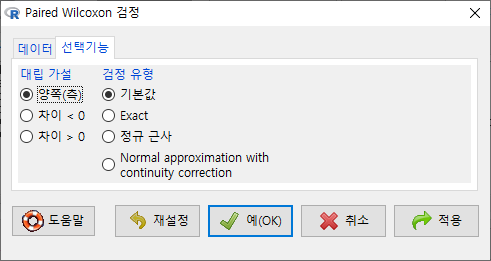 Paired Wilcoxon 검정
데이터 선택기능
대립 가설 검정 유형
양쪽(측) 기본값
차이 < 0 Exact
차이 > 0 정규 근사
Normal approximation with
continuity correction
도움말 재설정 예(OK) 취소 적용